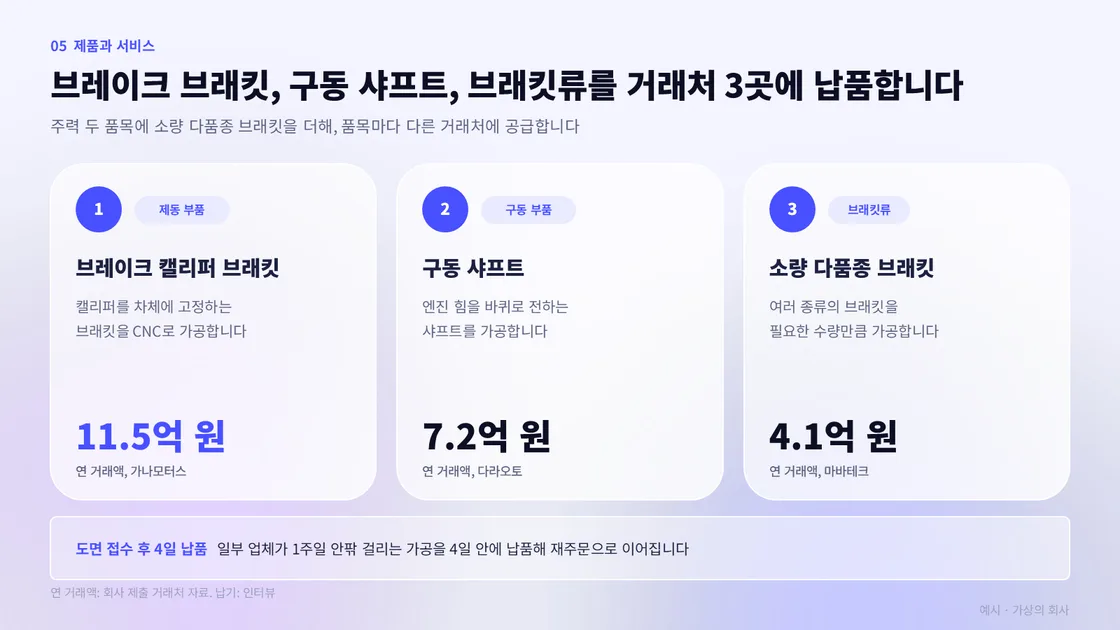 05 제품과 서비스
브레이크 브래킷, 구동 샤프트, 브래킷류를 거래처 3곳에 납품합니다
주력 두 품목에 소량 다품종 브래킷을 더해, 품목마다 다른 거래처에 공급합니다
1
제동 부품
브레이크 캘리퍼 브래킷
캘리퍼를 차체에 고정하는
브래킷을 CNC로 가공합니다
11.5억 원
연 거래액, 가나모터스
2
구동 부품
구동 샤프트
엔진 힘을 바퀴로 전하는
샤프트를 가공합니다
7.2억 원
연 거래액, 다라오토
3
브래킷류
소량 다품종 브래킷
여러 종류의 브래킷을
필요한 수량만큼 가공합니다
4.1억 원
연 거래액, 마바테크
도면 접수 후 4일 납품 일부 업체가 1주일 안팎 걸리는 가공을 4일 안에 납품해 재주문으로 이어집니다
연 거래액: 회사 제출 거래처 자료. 납기: 인터뷰
예시 · 가상의 회사